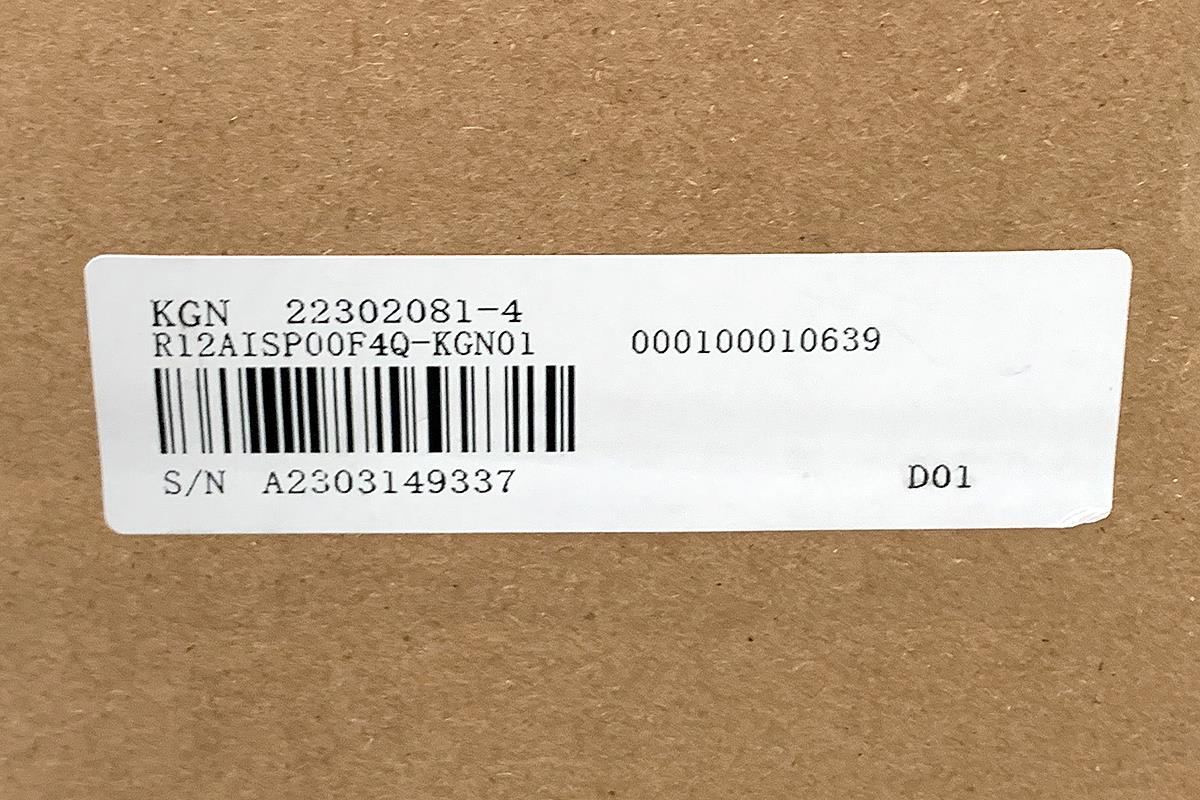 KGN 22302081-4
R12AISP00F4Q-KGN01 000100010639
S/N A2303149337 D01